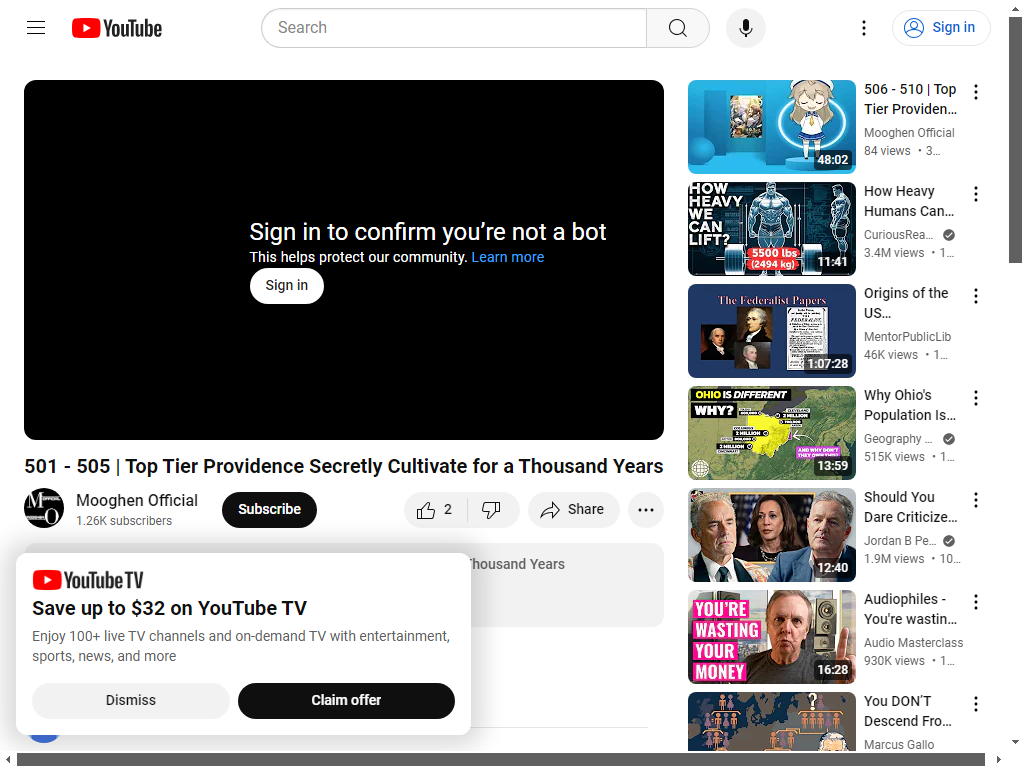 YouTube
Search
Sign in
Sign in to confirm you’re not a bot
This helps protect our community. Learn more
Sign in
501 - 505 | Top Tier Providence Secretly Cultivate for a Thousand Years
Mooghen Official
1.26K subscribers
Subscribe
2
Share
Thousand Years
YouTube TV
Save up to $32 on YouTube TV
Enjoy 100+ live TV channels and on-demand TV with entertainment,
sports, news, and more
Dismiss
Claim offer
48:02
506 - 510 | Top
Tier Providen...
Mooghen Official
84 views • 3...
HOW
HEAVY
WE
CAN
LIFT?
5500 lbs
(2494 kg)
11:41
How Heavy
Humans Can...
CuriousRea...
3.4M views • 1...
The Federalist Papers
1:07:28
Origins of the
US...
MentorPublicLib
46K views • 1...
OHIO IS DIFFERENT
WHY?
CLEVELAND
2 MILLION
COLUMBUS
2 MILLION
2 MILLION
CINCINNATI
AND WHY DON'T
THEY OWN THIS?
13:59
Why Ohio's
Population Is...
Geography ...
515K views • 1...
12:40
Should You
Dare Criticize...
Jordan B Pe...
1.9M views • 10...
YOU'RE
WASTING
YOUR
MONEY
16:28
Audiophiles -
You're wastin...
Audio Masterclass
930K views • 1...
?
You DON’T
Descend Fro...
Marcus Gallo